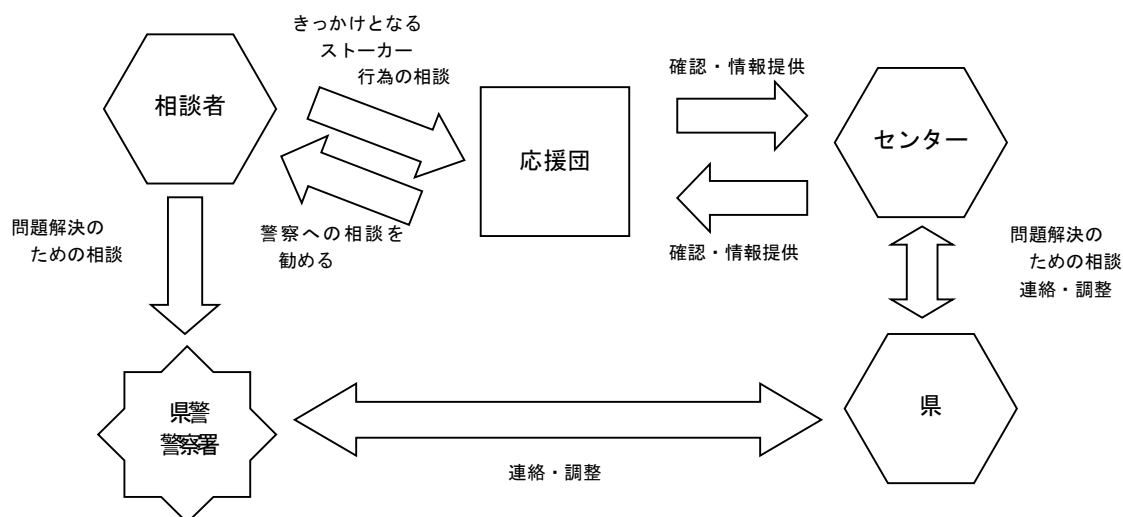 きっかけとなる
ストーカー
行為の相談
相談者
確認・情報提供
センター
応援団
問題解決の
ための相談
警察への相談を
勧める
確認・情報提供
問題解決の
ための相談
連絡・調整
県警
警察署
県
連絡・調整